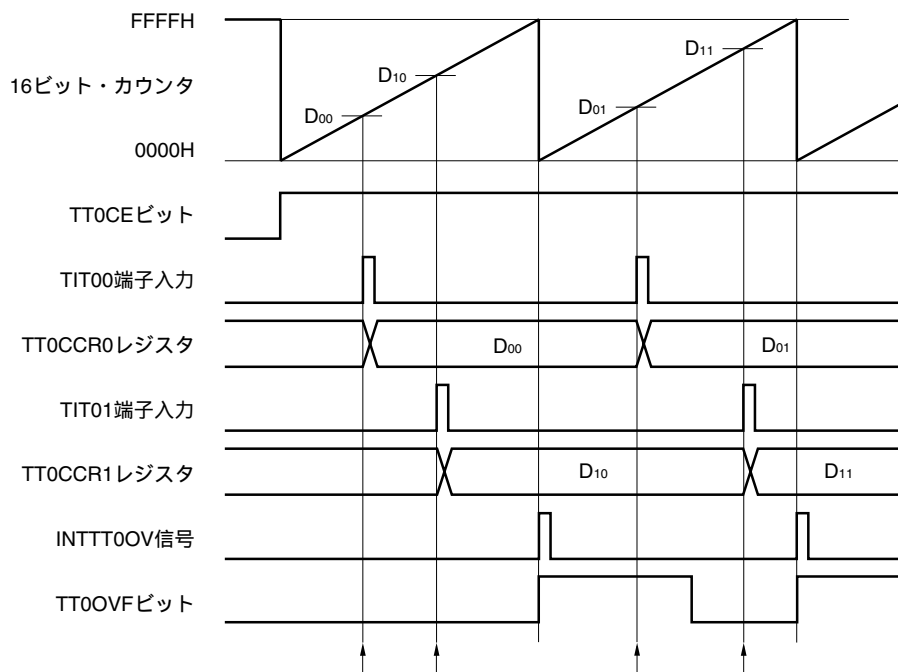 FFFFH
16ビット・カウンタ
0000H
D00
D10
D01
D11
TT0CEビット
TIT00端子入力
TT0CCR0レジスタ
D00
D01
TIT01端子入力
TT0CCR1レジスタ
D10
D11
INTTT0OV信号
TT0OVFビット